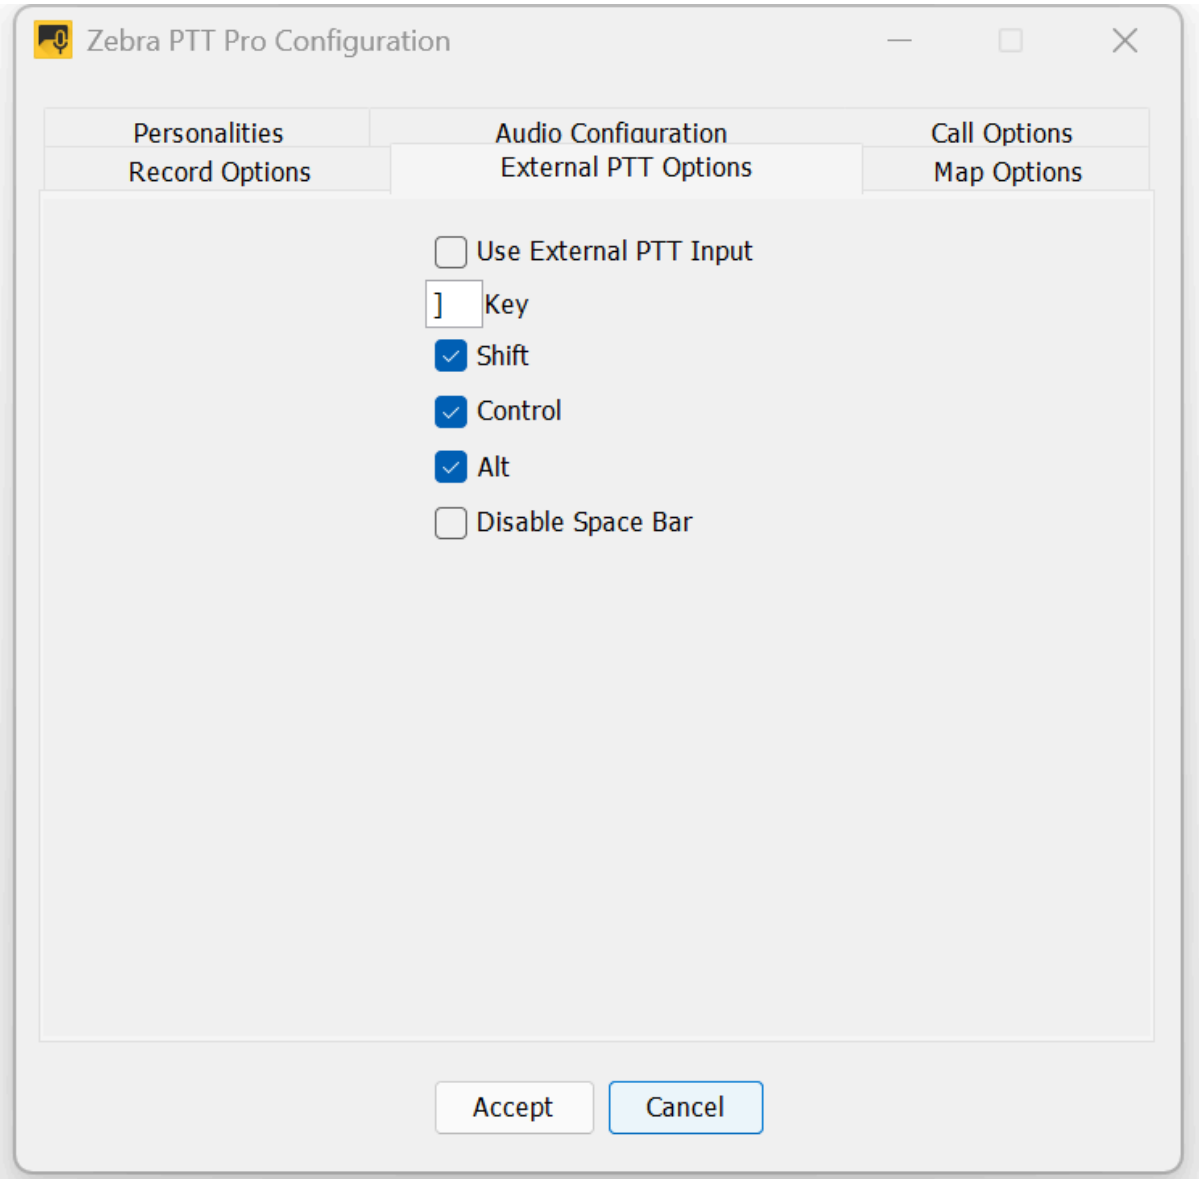 Zebra PTT Pro Configuration
Personalities Audio Configuration Call Options
Record Options External PTT Options Map Options
Use External PTT Input
] Key
Shift
Control
Alt
Disable Space Bar
Accept Cancel